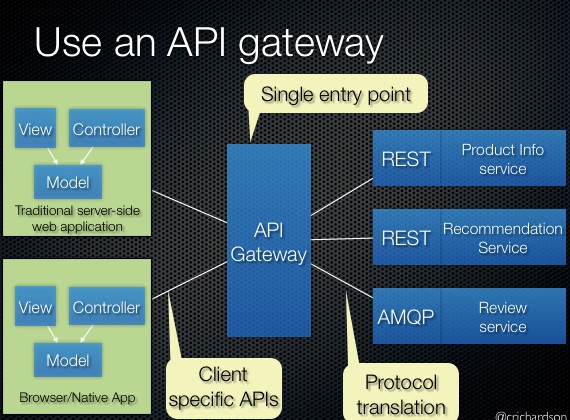 Use an API gateway
Single entry point
View
Controller
Model
Traditional server-side
web application
API
Gateway
REST
Product Info
service
REST
Recommendation
Service
AMQP
Review
service
View
Controller
Model
Browser/Native App
Client
specific APIs
Protocol
translation
@crichardson